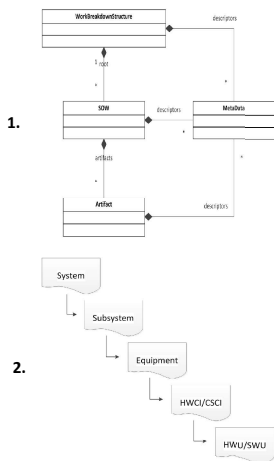 WorkBreakdownStructure
descriptors
1
root
*
*
1.
SOW
descriptors
MetaData
*
artifacts
*
*
Artifact
descriptors
2.
System
Subsystem
Equipment
HWCI/CSCI
HWU/SWU